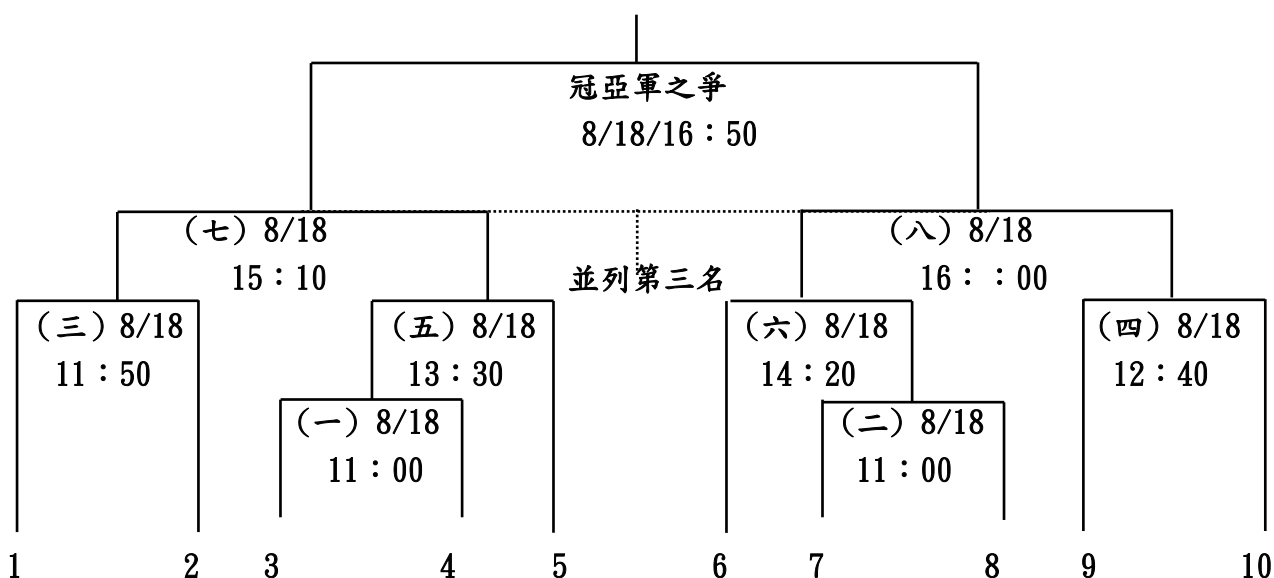 冠亞軍之爭
8/18/16：50
（七）8/18
15：10
（八）8/18
16：：00
並列第三名
（三）8/18
11：50
（五）8/18
13：30
（六）8/18
14：20
（四）8/18
12：40
（一）8/18
11：00
（二）8/18
11：00
1 2 3 4 5 6 7 8 9 10